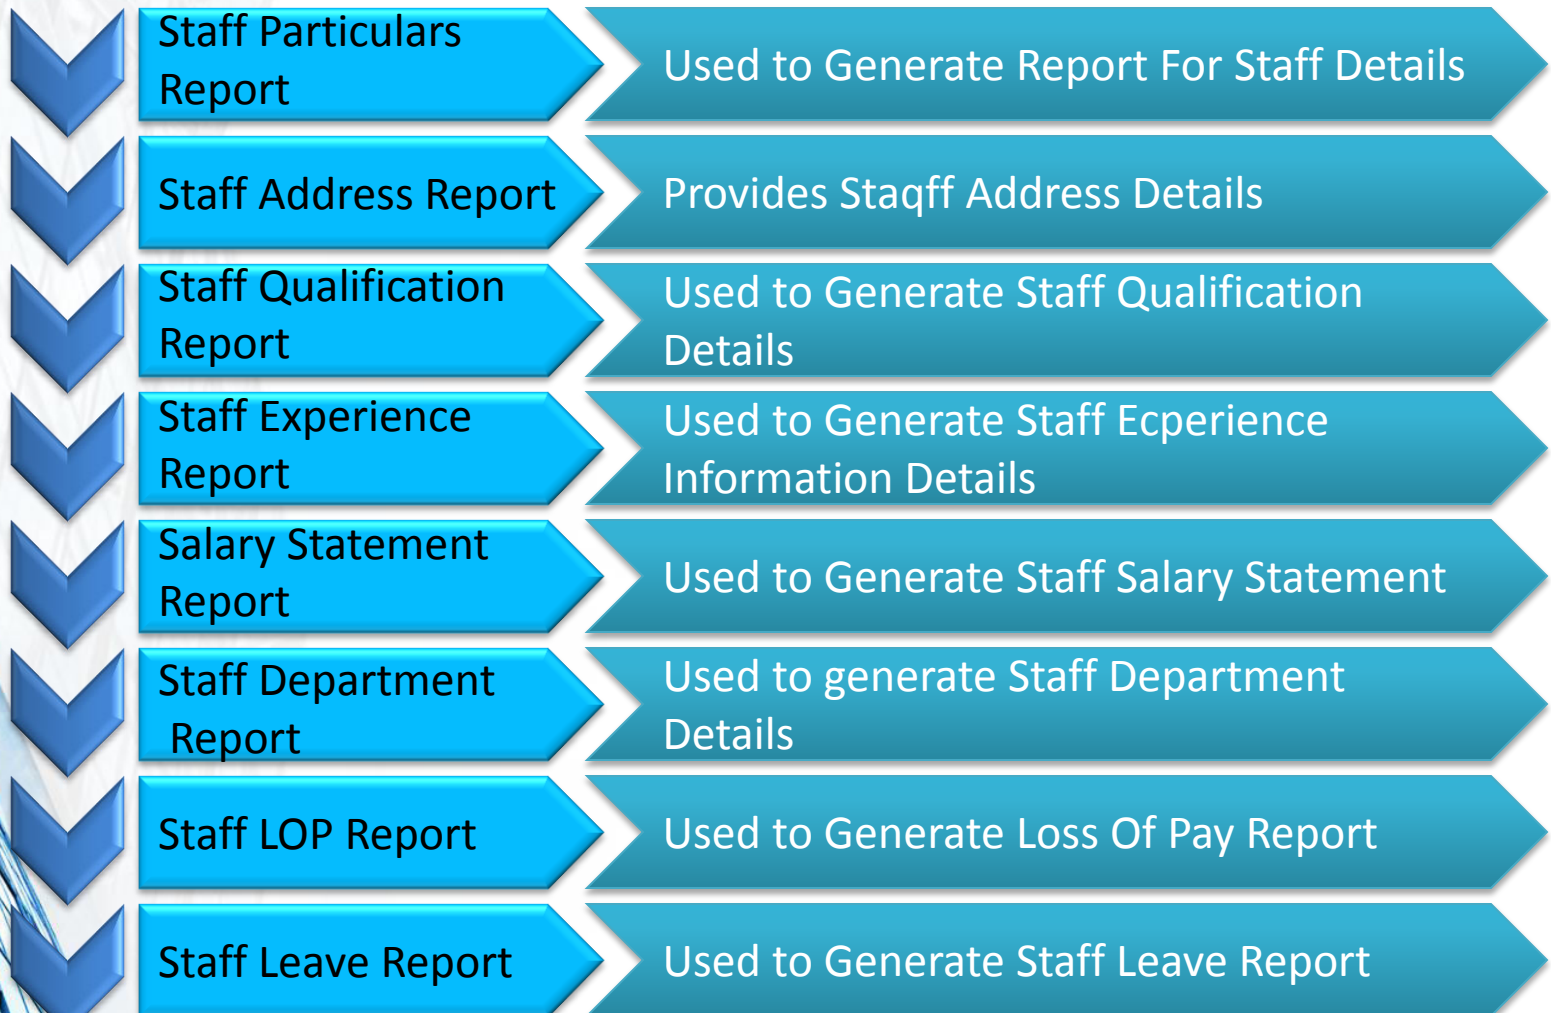 Staff Particulars
Report
Used to Generate Report For Staff Details
Staff Address Report
Provides Staqff Address Details
Staff Qualification
Report
Used to Generate Staff Qualification
Details
Staff Experience
Report
Used to Generate Staff Ecperience
Information Details
Salary Statement
Report
Used to Generate Staff Salary Statement
Staff Department
Report
Used to generate Staff Department
Details
Staff LOP Report
Used to Generate Loss Of Pay Report
Staff Leave Report
Used to Generate Staff Leave Report